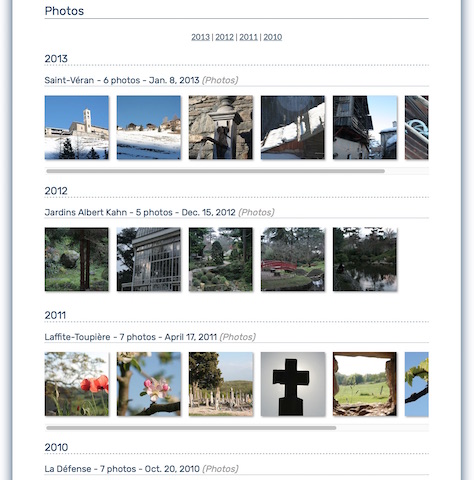 Photos
2013 | 2012 | 2011 | 2010
2013
Saint-Véran - 6 photos - Jan. 8, 2013 (Photos)
2012
Jardins Albert Kahn - 5 photos - Dec. 15, 2012 (Photos)
2011
Laffite-Toupière - 7 photos - April 17, 2011 (Photos)
2010
La Défense - 7 photos - Oct. 20, 2010 (Photos)